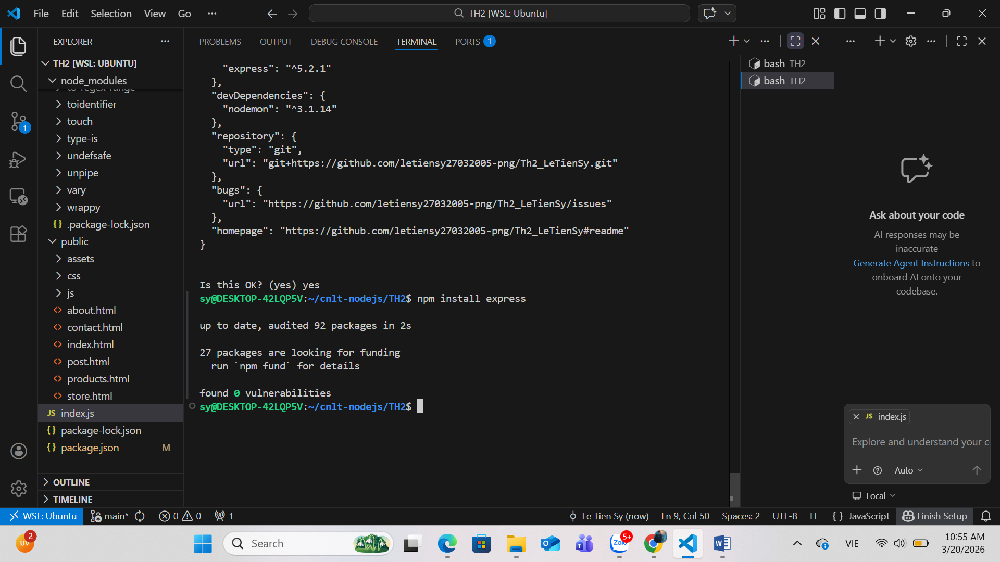 File Edit Selection View Go ··· TH2 [WSL: Ubuntu]
EXPLORER
TH2 [WSL: UBUNTU]
node_modules
to-regex-range
toidentifier
touch
type-is
undefsafe
unpipe
vary
wrappy
{} .package-lock.json
public
assets
css
js
<> about.html
<> contact.html
<> index.html
<> post.html
<> products.html
<> store.html
JS index.js
{} package-lock.json
{} package.json M
OUTLINE
TIMELINE
1
PROBLEMS OUTPUT DEBUG CONSOLE TERMINAL PORTS 1
"express": "^5.2.1"
},
"devDependencies": {
"nodemon": "^3.1.14"
},
"repository": {
"type": "git",
"url": "git+https://github.com/letiensy27032005-png/Th2_LeTienSy.git"
},
"bugs": {
"url": "https://github.com/letiensy27032005-png/Th2_LeTienSy/issues"
},
"homepage": "https://github.com/letiensy27032005-png/Th2_LeTienSy#readme"
}
Is this OK? (yes) yes
sy@DESKTOP-42LQP5V:~/cnlt-nodejs/TH2$ npm install express
up to date, audited 92 packages in 2s
27 packages are looking for funding
run `npm fund` for details
found 0 vulnerabilities
sy@DESKTOP-42LQP5V:~/cnlt-nodejs/TH2$
bash TH2
bash TH2
Ask about your code
AI responses may be
inaccurate
Generate Agent Instructions to
onboard AI onto your
codebase.
JS index.js
Explore and understand your c
Auto
Local
WSL: Ubuntu main* 0 0 1 Le Tien Sy (now) Ln 9, Col 50 Spaces: 2 UTF-8 LF {} JavaScript Finish Setup
UV 2
Search
Zalo 5+
VIE
10:55 AM
3/20/2026